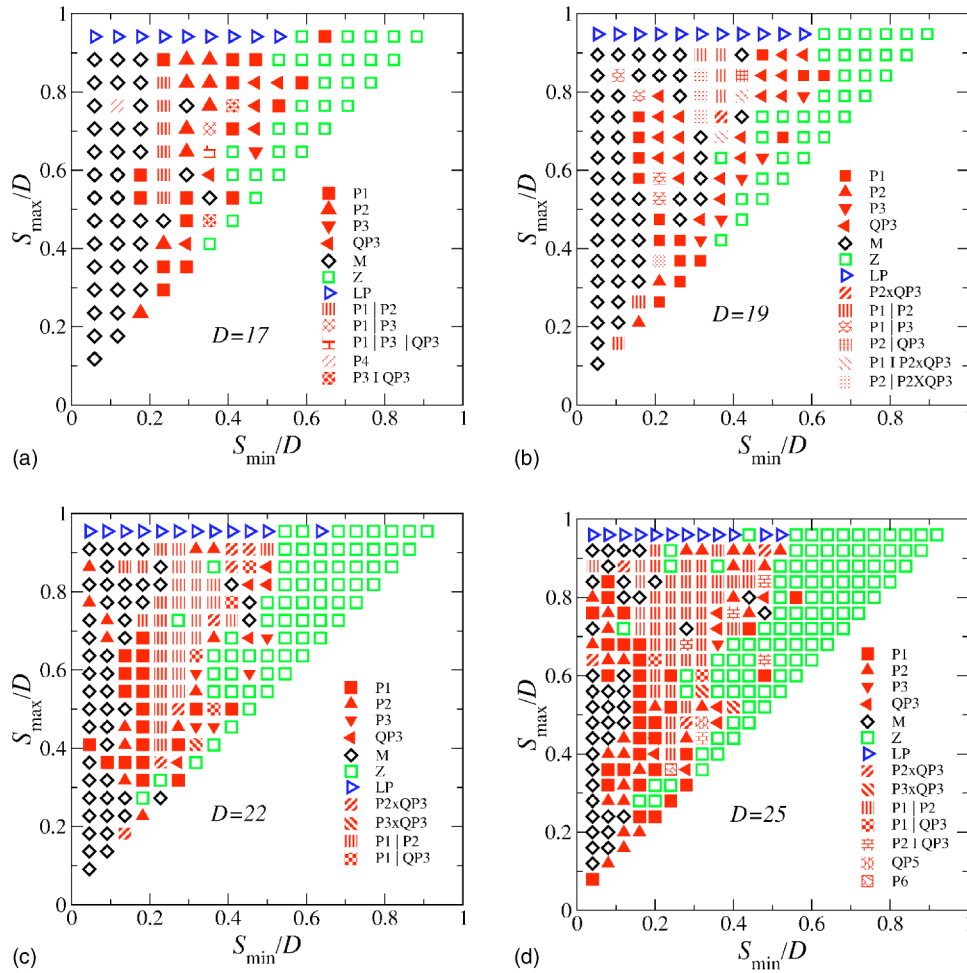 1
0.8
0.6
0.4
0.2
0
S_max/D
0
0.2
0.4
0.6
0.8
1
S_min/D
D=17
P1
P2
P3
QP3
M
Z
LP
P1 | P2
P1 | P3
P1 | P3 | QP3
P4
P3 I QP3
(a)
1
0.8
0.6
0.4
0.2
0
S_max/D
0
0.2
0.4
0.6
0.8
1
S_min/D
D=19
P1
P2
P3
QP3
M
Z
LP
P2xQP3
P1 | P2
P1 | P3
P2 | QP3
P1 I P2xQP3
P2 | P2XQP3
(b)
1
0.8
0.6
0.4
0.2
0
S_max/D
0
0.2
0.4
0.6
0.8
1
S_min/D
D=22
P1
P2
P3
QP3
M
Z
LP
P2xQP3
P3xQP3
P1 | P2
P1 | QP3
(c)
1
0.8
0.6
0.4
0.2
0
S_max/D
0
0.2
0.4
0.6
0.8
1
S_min/D
D=25
P1
P2
P3
QP3
M
Z
LP
P2xQP3
P3xQP3
P1 | P2
P1 | QP3
P2 I QP3
QP5
P6
(d)